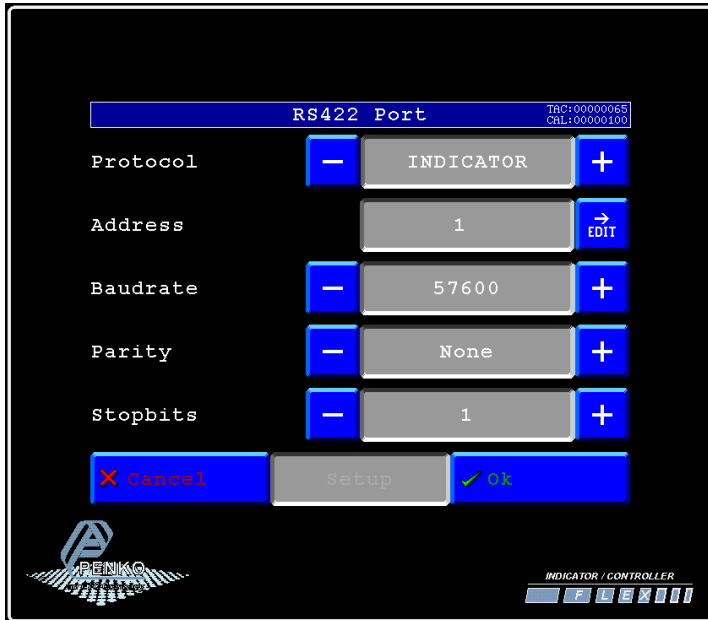 RS422 Port
TAC:00000065
CAL:00000100
Protocol - INDICATOR +
Address 1 → EDIT
Baudrate - 57600 +
Parity - None +
Stopbits - 1 +
Cancel Setup Ok
PENKO
INDICATOR / CONTROLLER
FLEX